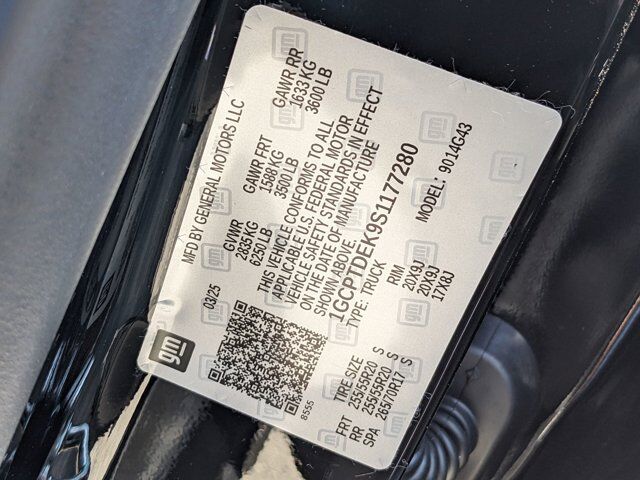 MFD BY GENERAL MOTORS LLC
03/25 GVWR GAWR FRT GAWR RR
2835KG 1588 KG 1633 KG
6250 LB 3500 LB 3600 LB
THIS VEHICLE CONFORMS TO ALL
APPLICABLE U.S. FEDERAL MOTOR
VEHICLE SAFETY STANDARDS IN EFFECT
ON THE DATE OF MANUFACTURE
SHOWN ABOVE.
1GCPTDEK9S1177280
TYPE: TRUCK MODEL: 9014G43
TIRE SIZE RIM
FRT 255/55R20 S 20X9J
RR 255/55R20 S 20X9J
SPA 265/70R17 S 17X8J
gm
8555